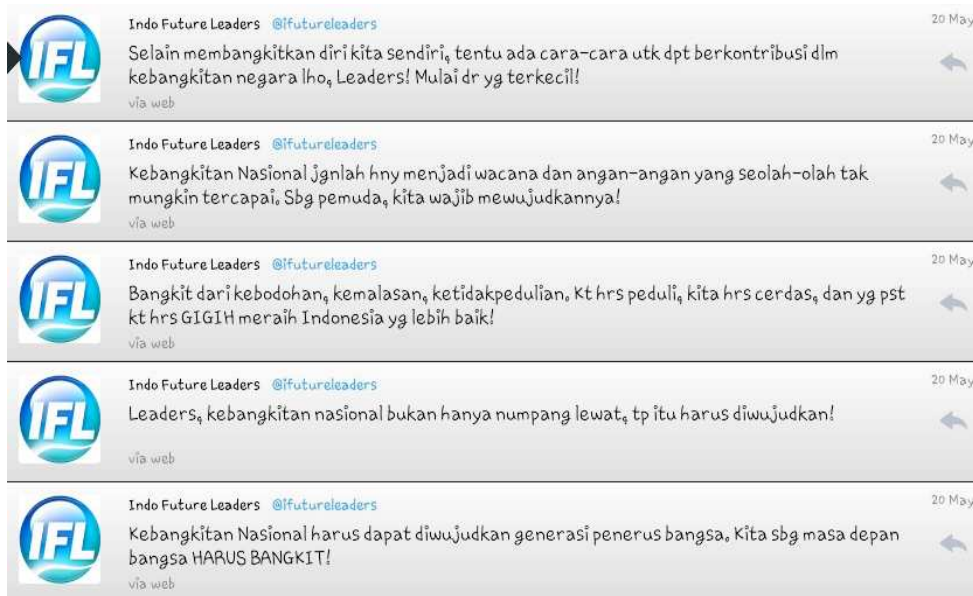 IFL
Indo Future Leaders @ifutureleaders 20 May
Selain membangkitkan diri kita sendiri, tentu ada cara-cara utk dpt berkontribusi dlm
kebangkitan negara lho, Leaders! Mulai dr yg terkecil!
via web
IFL
Indo Future Leaders @ifutureleaders 20 May
Kebangkitan Nasional jgnlah hny menjadi wacana dan angan-angan yang seolah-olah tak
mungkin tercapai. Sbg pemuda, kita wajib mewujudkannya!
via web
IFL
Indo Future Leaders @ifutureleaders 20 May
Bangkit dari kebodohan, kemalasan, ketidakpedulian. Kt hrs peduli, kita hrs cerdas, dan yg pst
kt hrs GIGIH meraih Indonesia yg lebih baik!
via web
IFL
Indo Future Leaders @ifutureleaders 20 May
Leaders, kebangkitan nasional bukan hanya numpang lewat, tp itu harus diwujudkan!
via web
IFL
Indo Future Leaders @ifutureleaders 20 May
Kebangkitan Nasional harus dapat diwujudkan generasi penerus bangsa. Kita sbg masa depan
bangsa HARUS BANGKIT!
via web